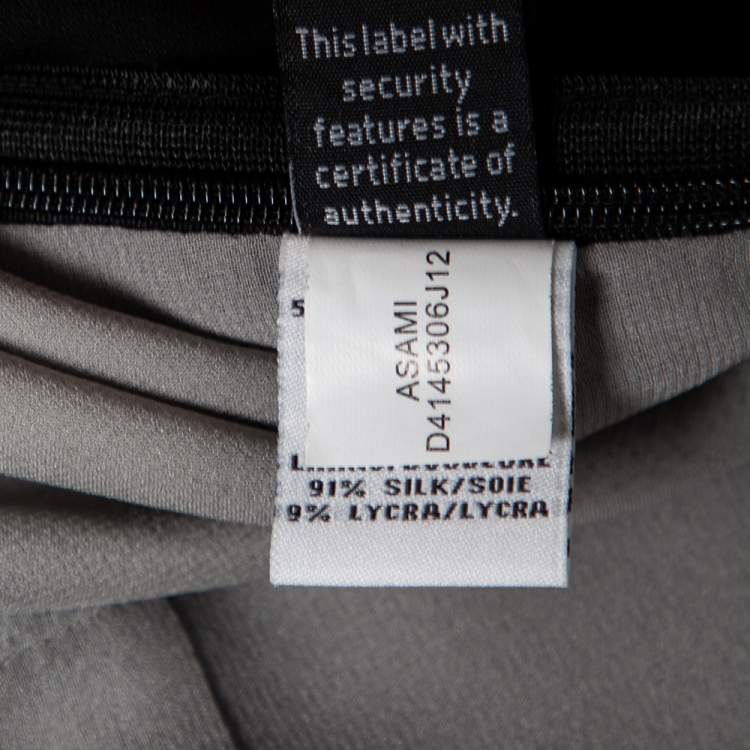 This label with
security
features is a
certificate of
authenticity.
ASAMI
D4145306J12
91% SILK/SOIE
9% LYCRA/LYCRA